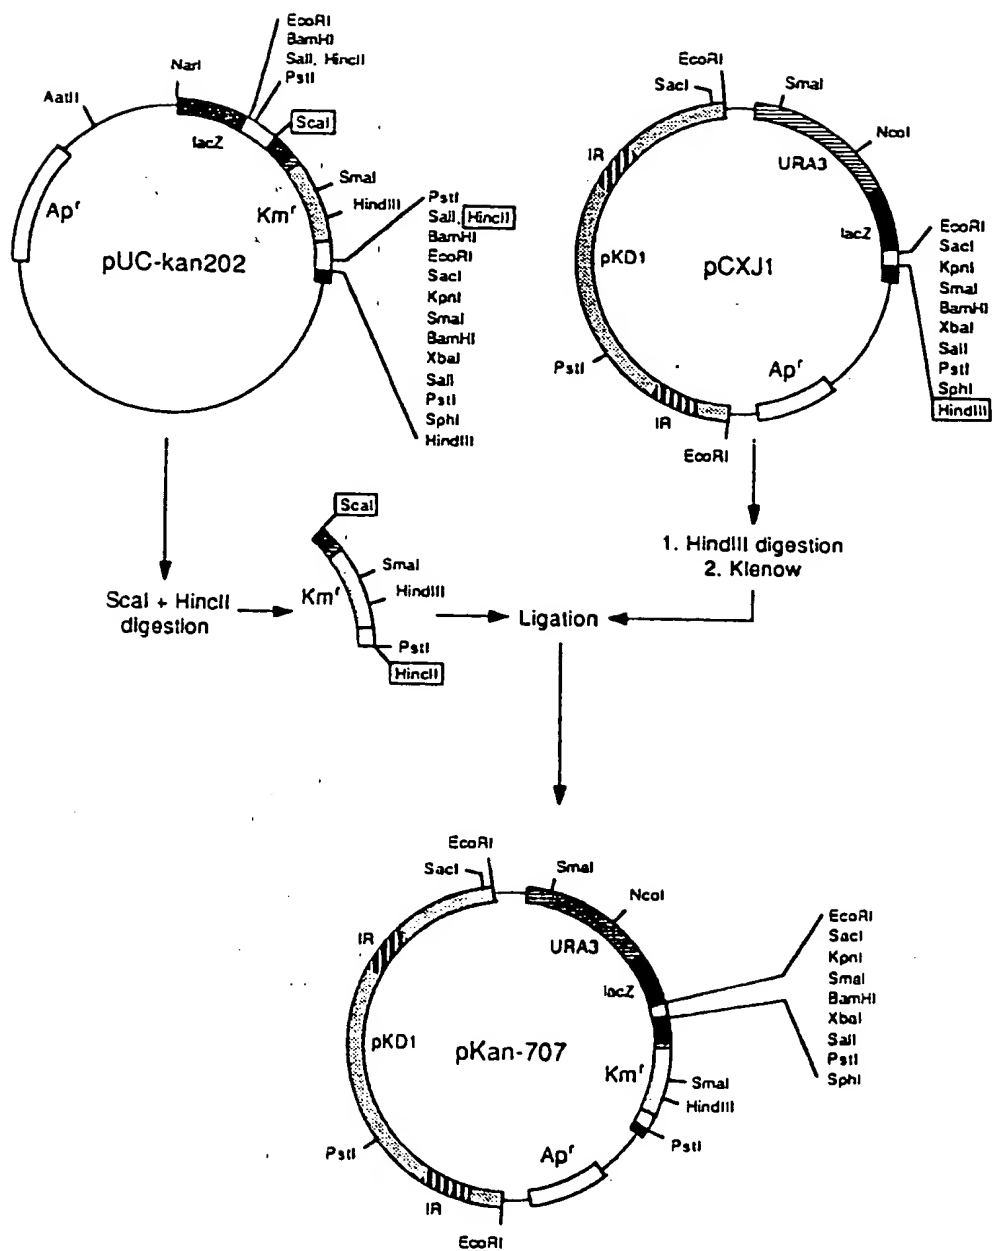 EcoRI
BamHI
SalI, HincII
PstI
NarI
ScaI
AatII
lacZ
SmaI
HindIII
Kmʳ
Apʳ
pUC-kan202
PstI
SalI, HincII
BamHI
EcoRI
SacI
KpnI
SmaI
BamHI
XbaI
SalI
PstI
SphI
HindIII
EcoRI
SacI
SmaI
NcoI
IR
URA3
lacZ
pKD1
pCXJ1
EcoRI
SacI
KpnI
SmaI
BamHI
XbaI
SalI
PstI
SphI
HindIII
PstI
Apʳ
IR
EcoRI
ScaI + HincII
digestion
ScaI
SmaI
HindIII
Kmʳ
PstI
HincII
1. HindIII digestion
2. Klenow
Ligation
EcoRI
SacI
SmaI
NcoI
IR
URA3
lacZ
pKD1
pKan-707
EcoRI
SacI
KpnI
SmaI
BamHI
XbaI
SalI
PstI
SphI
Kmʳ
SmaI
HindIII
PstI
PstI
Apʳ
IR
EcoRI